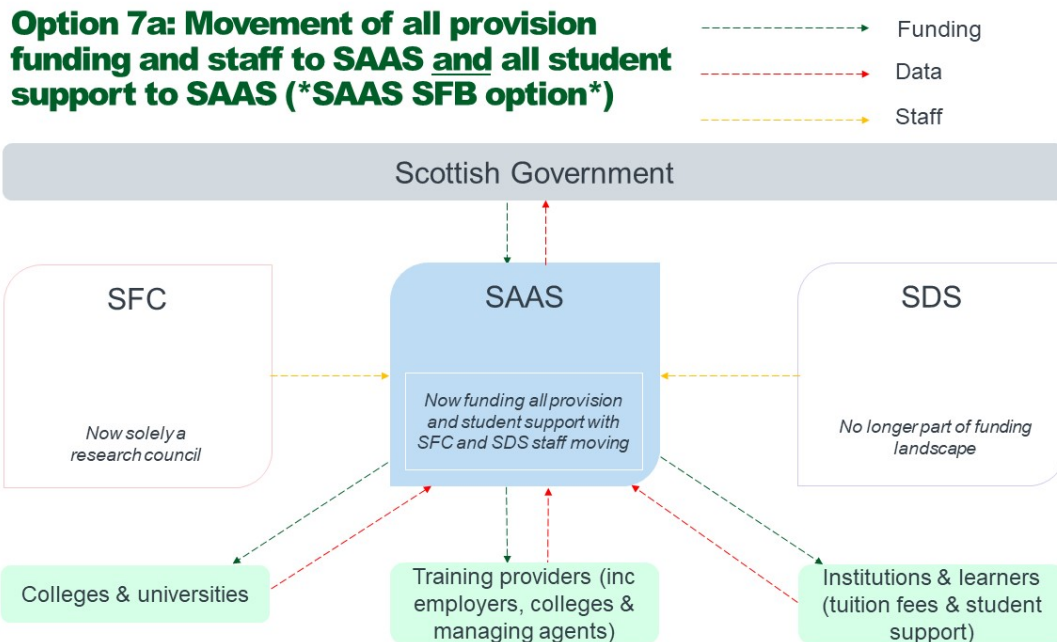 Option 7a: Movement of all provision
funding and staff to SAAS and all student
support to SAAS (*SAAS SFB option*)
Funding
Data
Staff
Scottish Government
SFC
Now solely a
research council
SAAS
Now funding all provision
and student support with
SFC and SDS staff moving
SDS
No longer part of funding
landscape
Colleges & universities
Training providers (inc
employers, colleges &
managing agents)
Institutions & learners
(tuition fees & student
support)